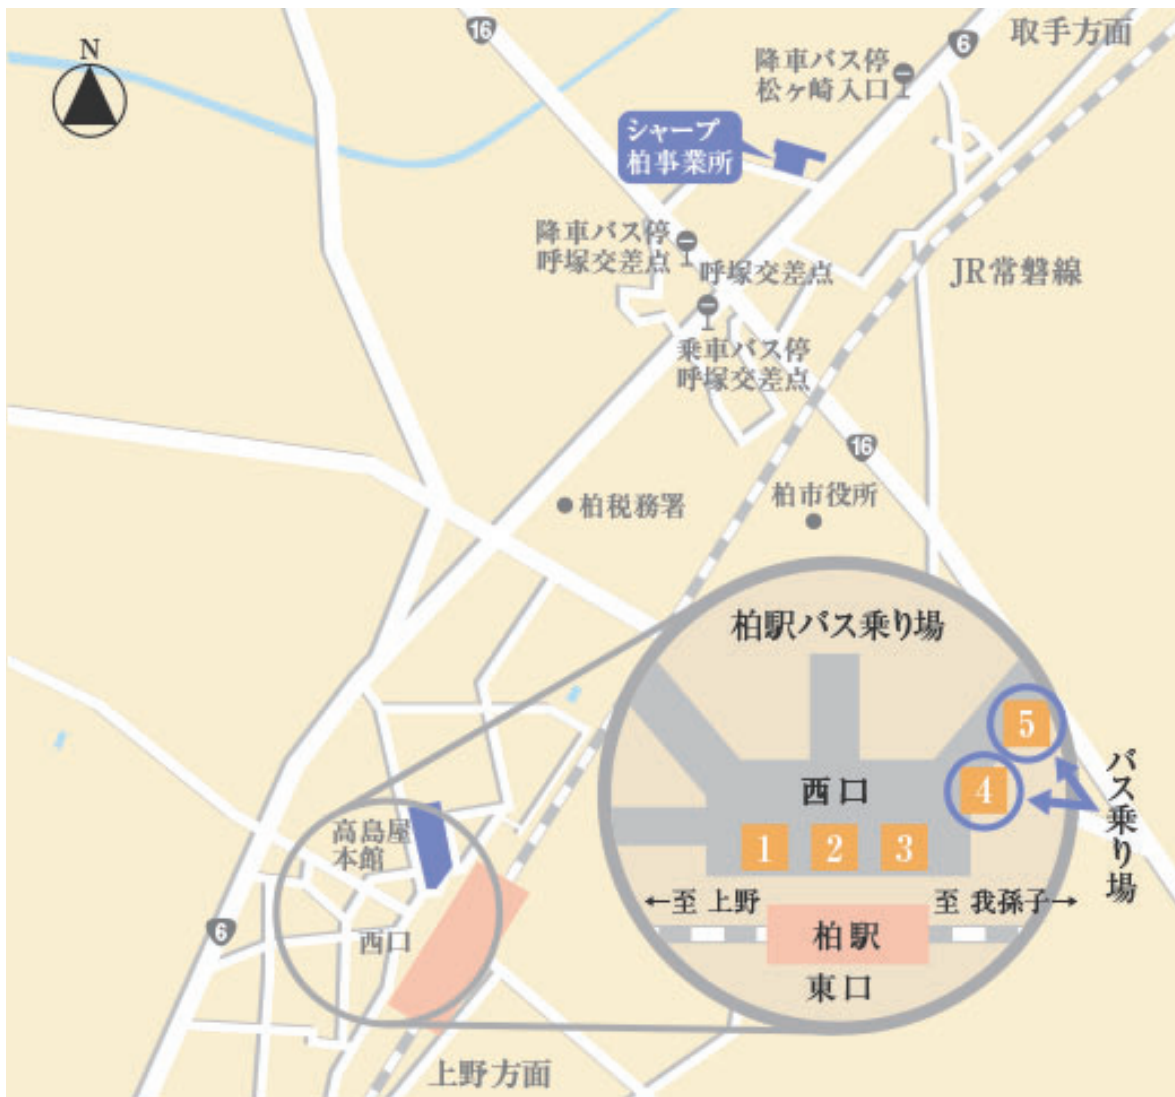 N
16
6
取手方面
降車バス停
松ヶ崎入口
シャープ
柏事業所
降車バス停
呼塚交差点
呼塚交差点
JR常磐線
乗車バス停
呼塚交差点
16
柏税務署
柏市役所
柏駅バス乗り場
5
4
西口
1 2 3
バス乗り場
←至 上野
至 我孫子→
柏駅
東口
高島屋
本館
西口
6
上野方面